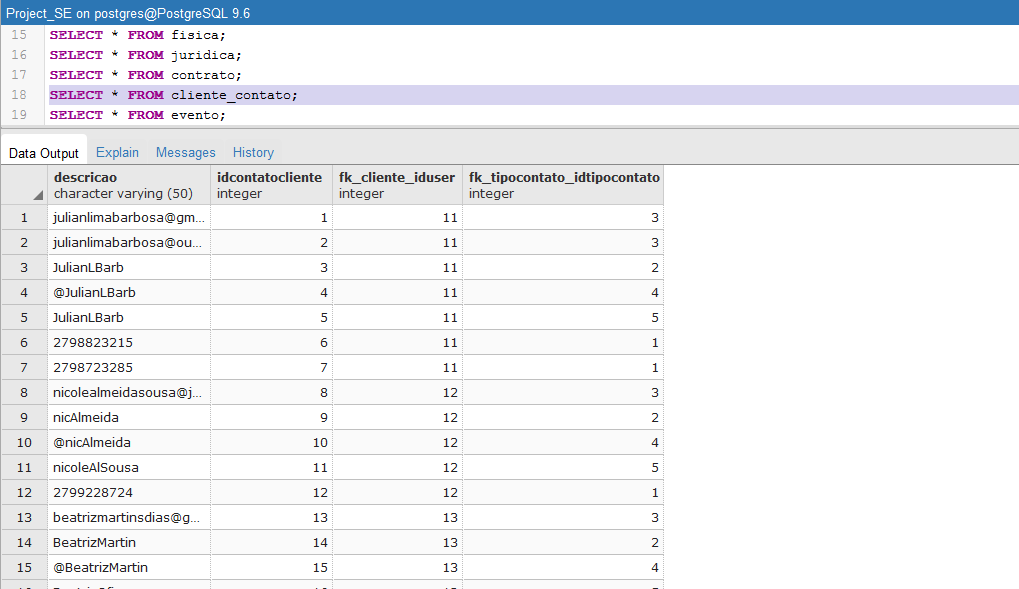 Project_SE on postgres@PostgreSQL 9.6
15 SELECT * FROM fisica;
16 SELECT * FROM juridica;
17 SELECT * FROM contrato;
18 SELECT * FROM cliente_contato;
19 SELECT * FROM evento;
Data Output Explain Messages History
descricao idcontatocliente fk_cliente_iduser fk_tipocontato_idtipocontato
character varying (50) integer integer integer
1 julianlimabarbosa@gm... 1 11 3
2 julianlimabarbosa@ou... 2 11 3
3 JulianLBarb 3 11 2
4 @JulianLBarb 4 11 4
5 JulianLBarb 5 11 5
6 2798823215 6 11 1
7 2798723285 7 11 1
8 nicolealmeidasousa@j... 8 12 3
9 nicAlmeida 9 12 2
10 @nicAlmeida 10 12 4
11 nicoleAlSousa 11 12 5
12 2799228724 12 12 1
13 beatrizmartinsdias@g... 13 13 3
14 BeatrizMartin 14 13 2
15 @BeatrizMartin 15 13 4